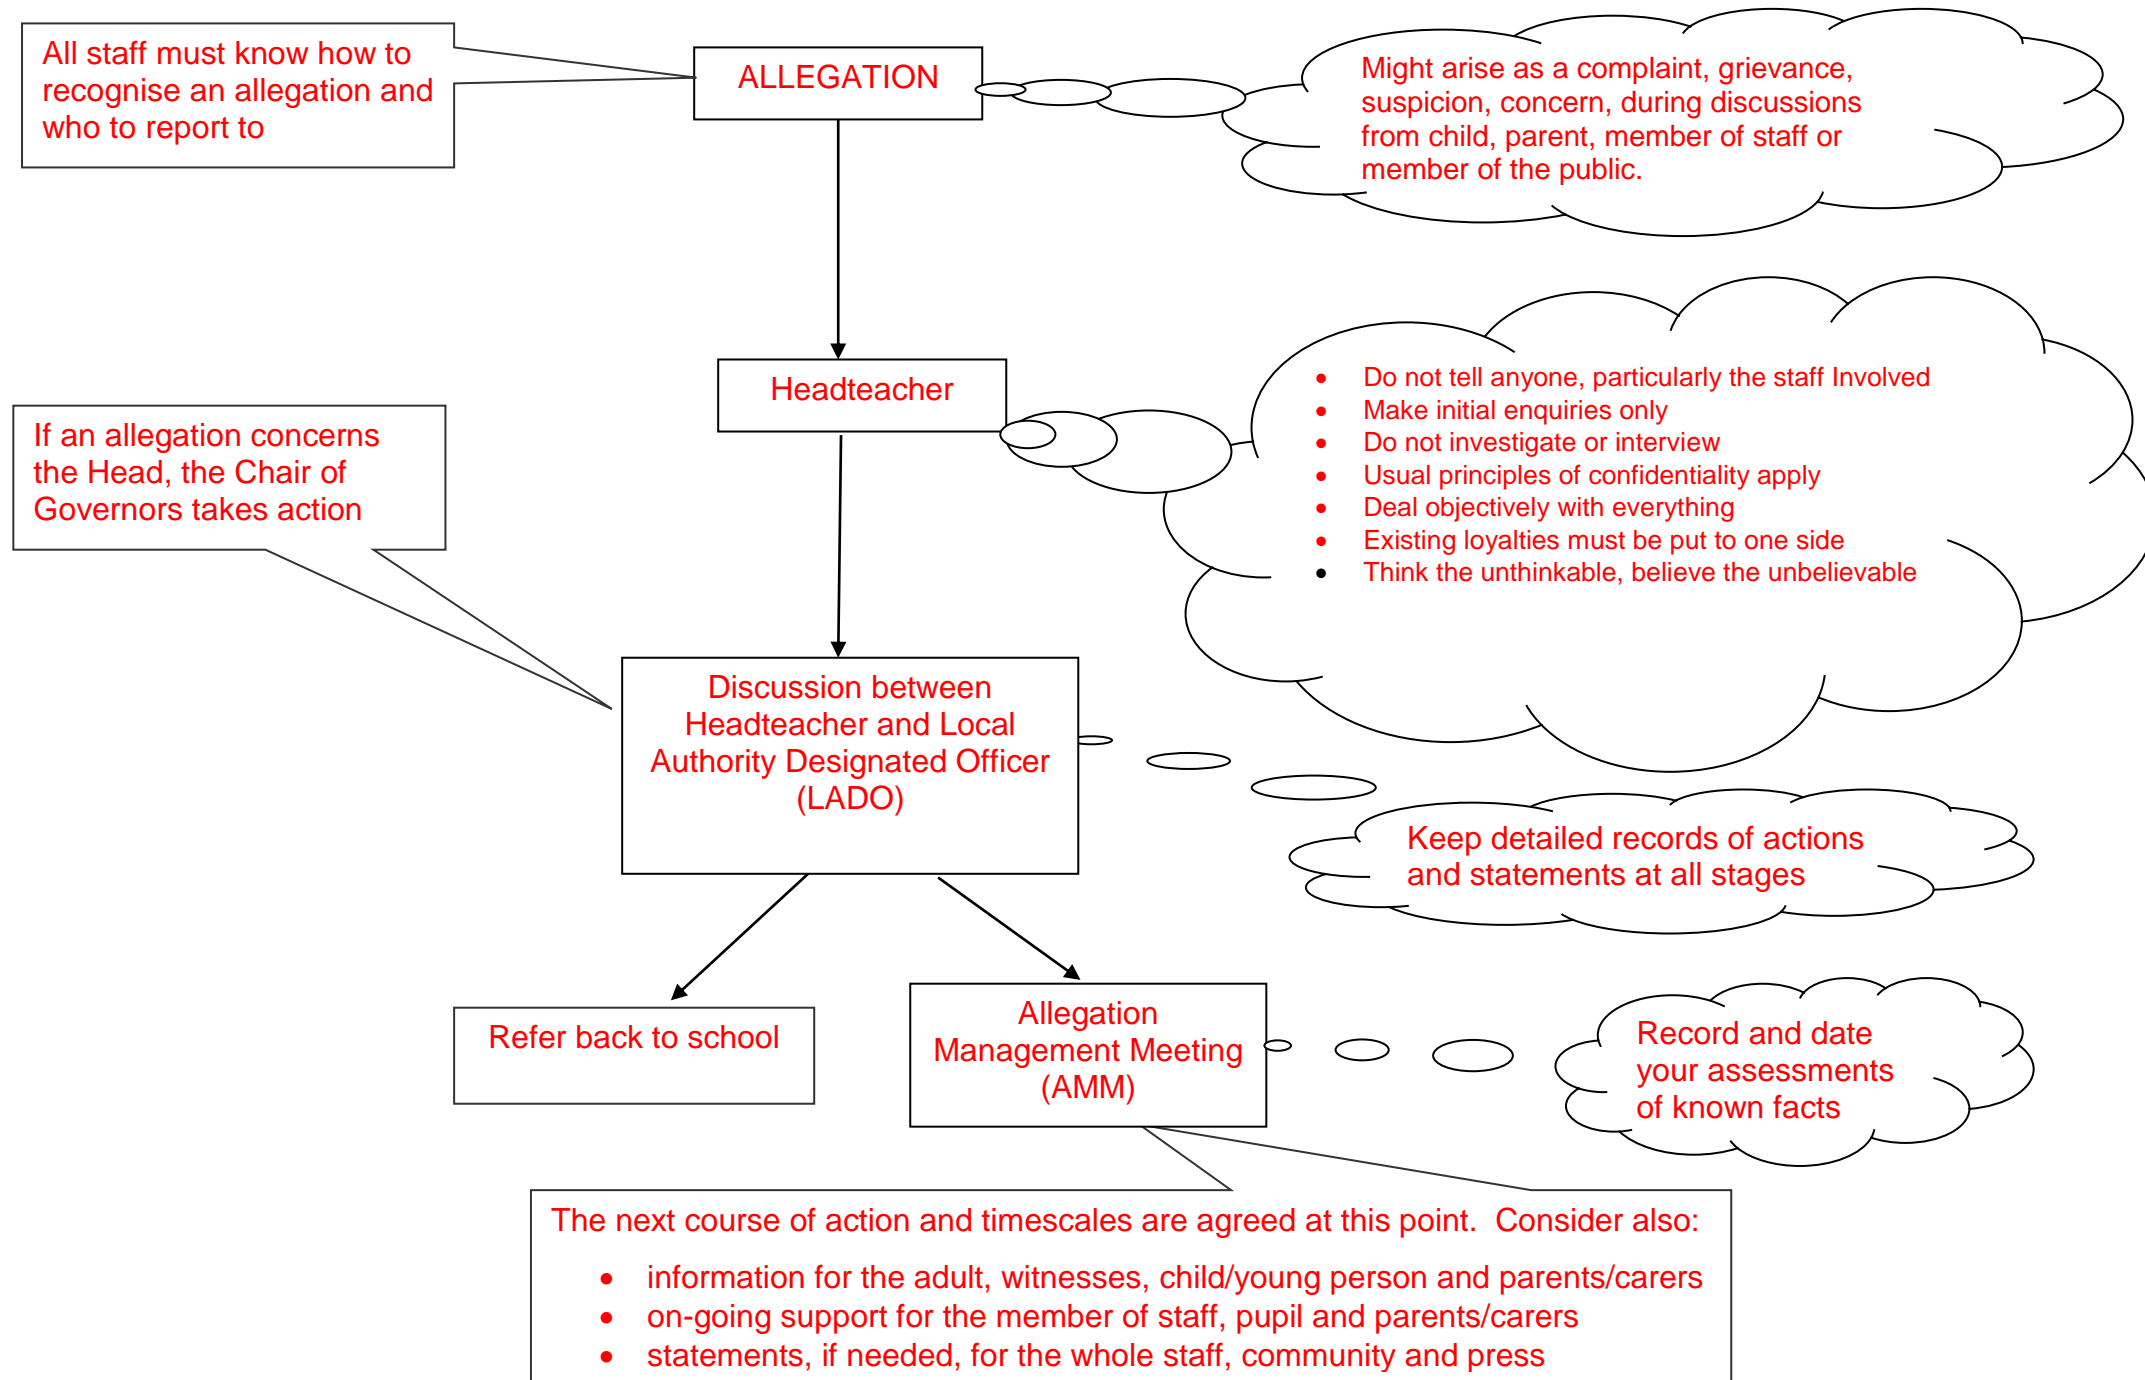 All staff must know how to
recognise an allegation and
who to report to
ALLEGATION
Might arise as a complaint, grievance,
suspicion, concern, during discussions
from child, parent, member of staff or
member of the public.
Headteacher
• Do not tell anyone, particularly the staff Involved
• Make initial enquiries only
• Do not investigate or interview
• Usual principles of confidentiality apply
• Deal objectively with everything
• Existing loyalties must be put to one side
• Think the unthinkable, believe the unbelievable
If an allegation concerns
the Head, the Chair of
Governors takes action
Discussion between
Headteacher and Local
Authority Designated Officer
(LADO)
Keep detailed records of actions
and statements at all stages
Refer back to school
Allegation
Management Meeting
(AMM)
Record and date
your assessments
of known facts
The next course of action and timescales are agreed at this point.  Consider also:
• information for the adult, witnesses, child/young person and parents/carers
• on-going support for the member of staff, pupil and parents/carers
• statements, if needed, for the whole staff, community and press